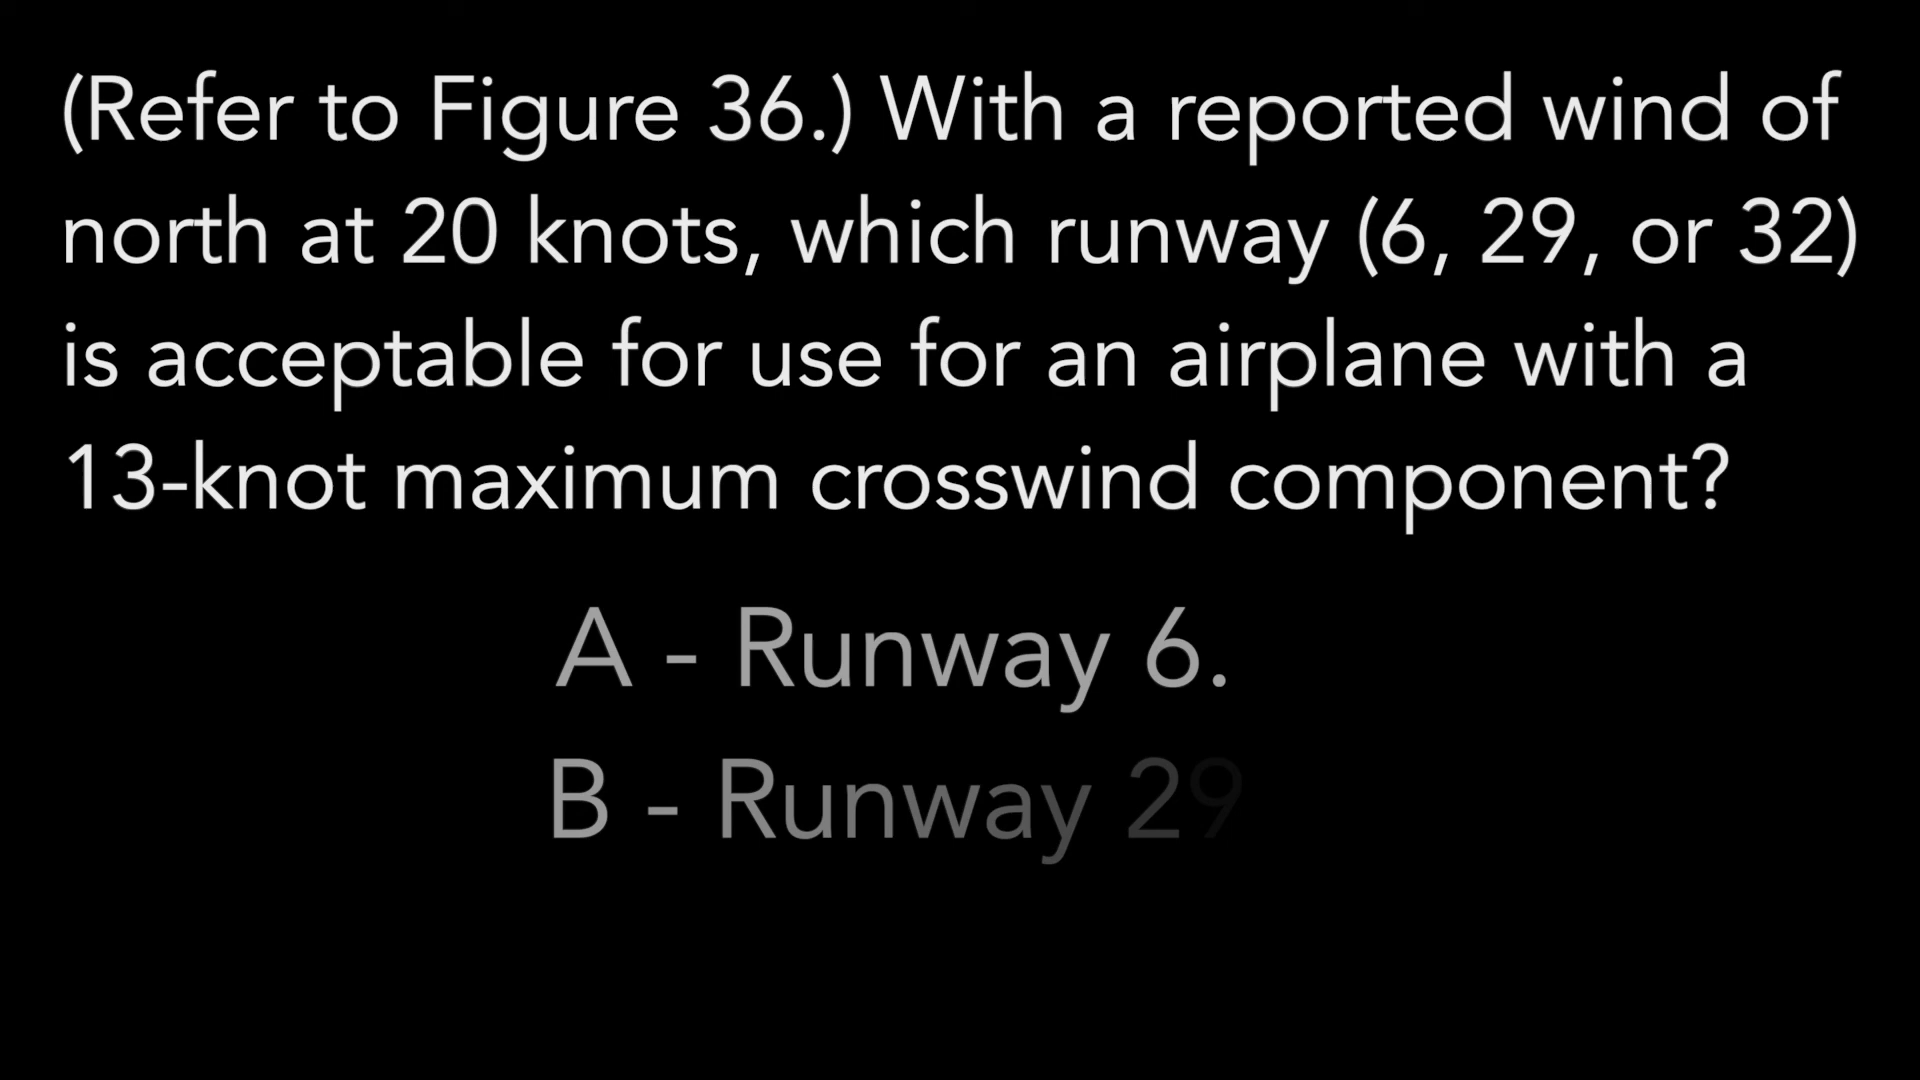 (Refer to Figure 36.) With a reported wind of
north at 20 knots, which runway (6, 29, or 32)
is acceptable for use for an airplane with a
13-knot maximum crosswind component?
A - Runway 6.
B - Runway 29